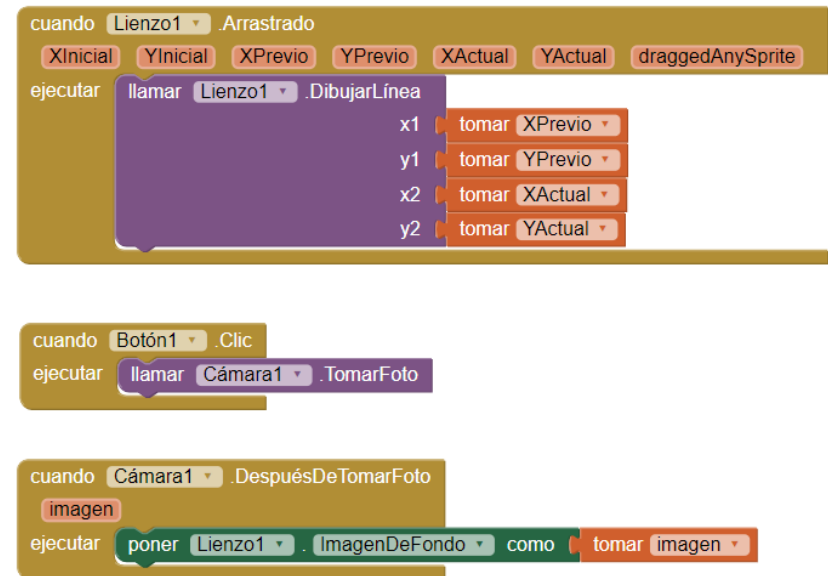 cuando Lienzo1 .Arrastrado
XInicial YInicial XPrevio YPrevio XActual YActual draggedAnySprite
ejecutar llamar Lienzo1 .DibujarLínea
x1 tomar XPrevio
y1 tomar YPrevio
x2 tomar XActual
y2 tomar YActual
cuando Botón1 .Clic
ejecutar llamar Cámara1 .TomarFoto
cuando Cámara1 .DespuésDeTomarFoto
imagen
ejecutar poner Lienzo1 . ImagenDeFondo como tomar imagen